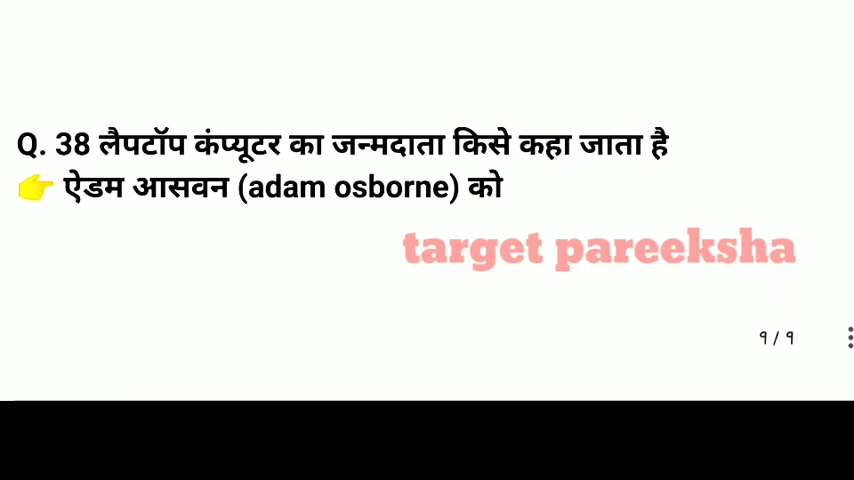 Q. 38 लैपटॉप कंप्यूटर का जन्मदाता किसे कहा जाता है
👉 ऐडम आसवन (adam osborne) को
target pareeksha
१ / १